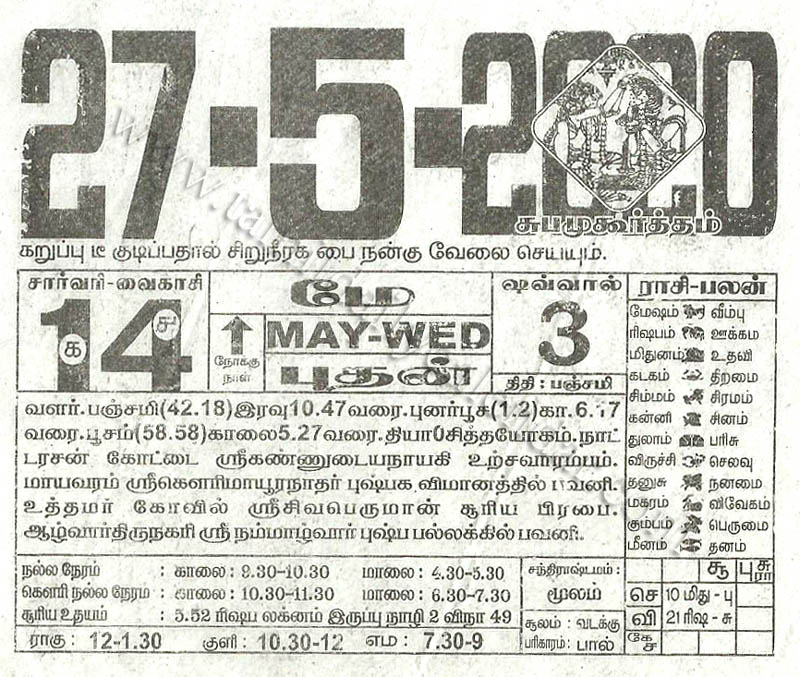 27-5-2020
சுபமுகூர்த்தம்
கறுப்பு டீ குடிப்பதால் சிறுநீரக பை நன்கு வேலை செய்யும்.
சார்வரி-வைகாசி
14
க ச
மே
நோக்கு நாள்
MAY-WED
புதன்
ஷவ்வால்
3
திதி : பஞ்சமி
வளர்.பஞ்சமி(42.18)இரவு10.47வரை.புனர்பூச(1.2)கா.6.17
வரை.பூசம்(58.58)காலை5.27வரை.தியா0சித்தயோகம்.நாட்
டரசன் கோட்டை ஸ்ரீகண்ணுடையநாயகி உற்சவாரம்பம்.
மாயவரம் ஸ்ரீகௌரிமாயூரநாதர் புஷ்பக விமானத்தில் பவனி.
உத்தமர் கோவில் ஸ்ரீசிவபெருமான் சூரிய பிரபை.
ஆழ்வார்திருநகரி ஸ்ரீ நம்மாழ்வார் புஷ்ப பல்லக்கில் பவனி.
ராசி-பலன்
மேஷம் வீம்பு
ரிஷபம் ஊக்கம
மிதுனம் உதவி
கடகம் திறமை
சிம்மம் சிரமம்
கன்னி சினம்
துலாம் பரிசு
விருச்சி செலவு
தனுசு நன்மை
மகரம் விவேகம்
கும்பம் பெருமை
மீனம் தனம்
நல்ல நேரம் : காலை : 9.30-10.30 மாலை : 4.30-5.30
கௌரி நல்ல நேரம : காலை : 10.30-11.30 மாலை : 6.30-7.30
சூரிய உதயம் : 5.52 ரிஷப லக்னம் இருப்பு நாழி 2 விநா 49
ராகு : 12-1.30 குளி : 10.30-12 எம : 7.30-9
சந்திராஷ்டமம் :
மூலம்
சூலம் : வடக்கு
பரிகாரம் : பால்
சூ பு சு ரா
செ 10 மிது - பு
வி 21 ரிஷ - சு
கே ச